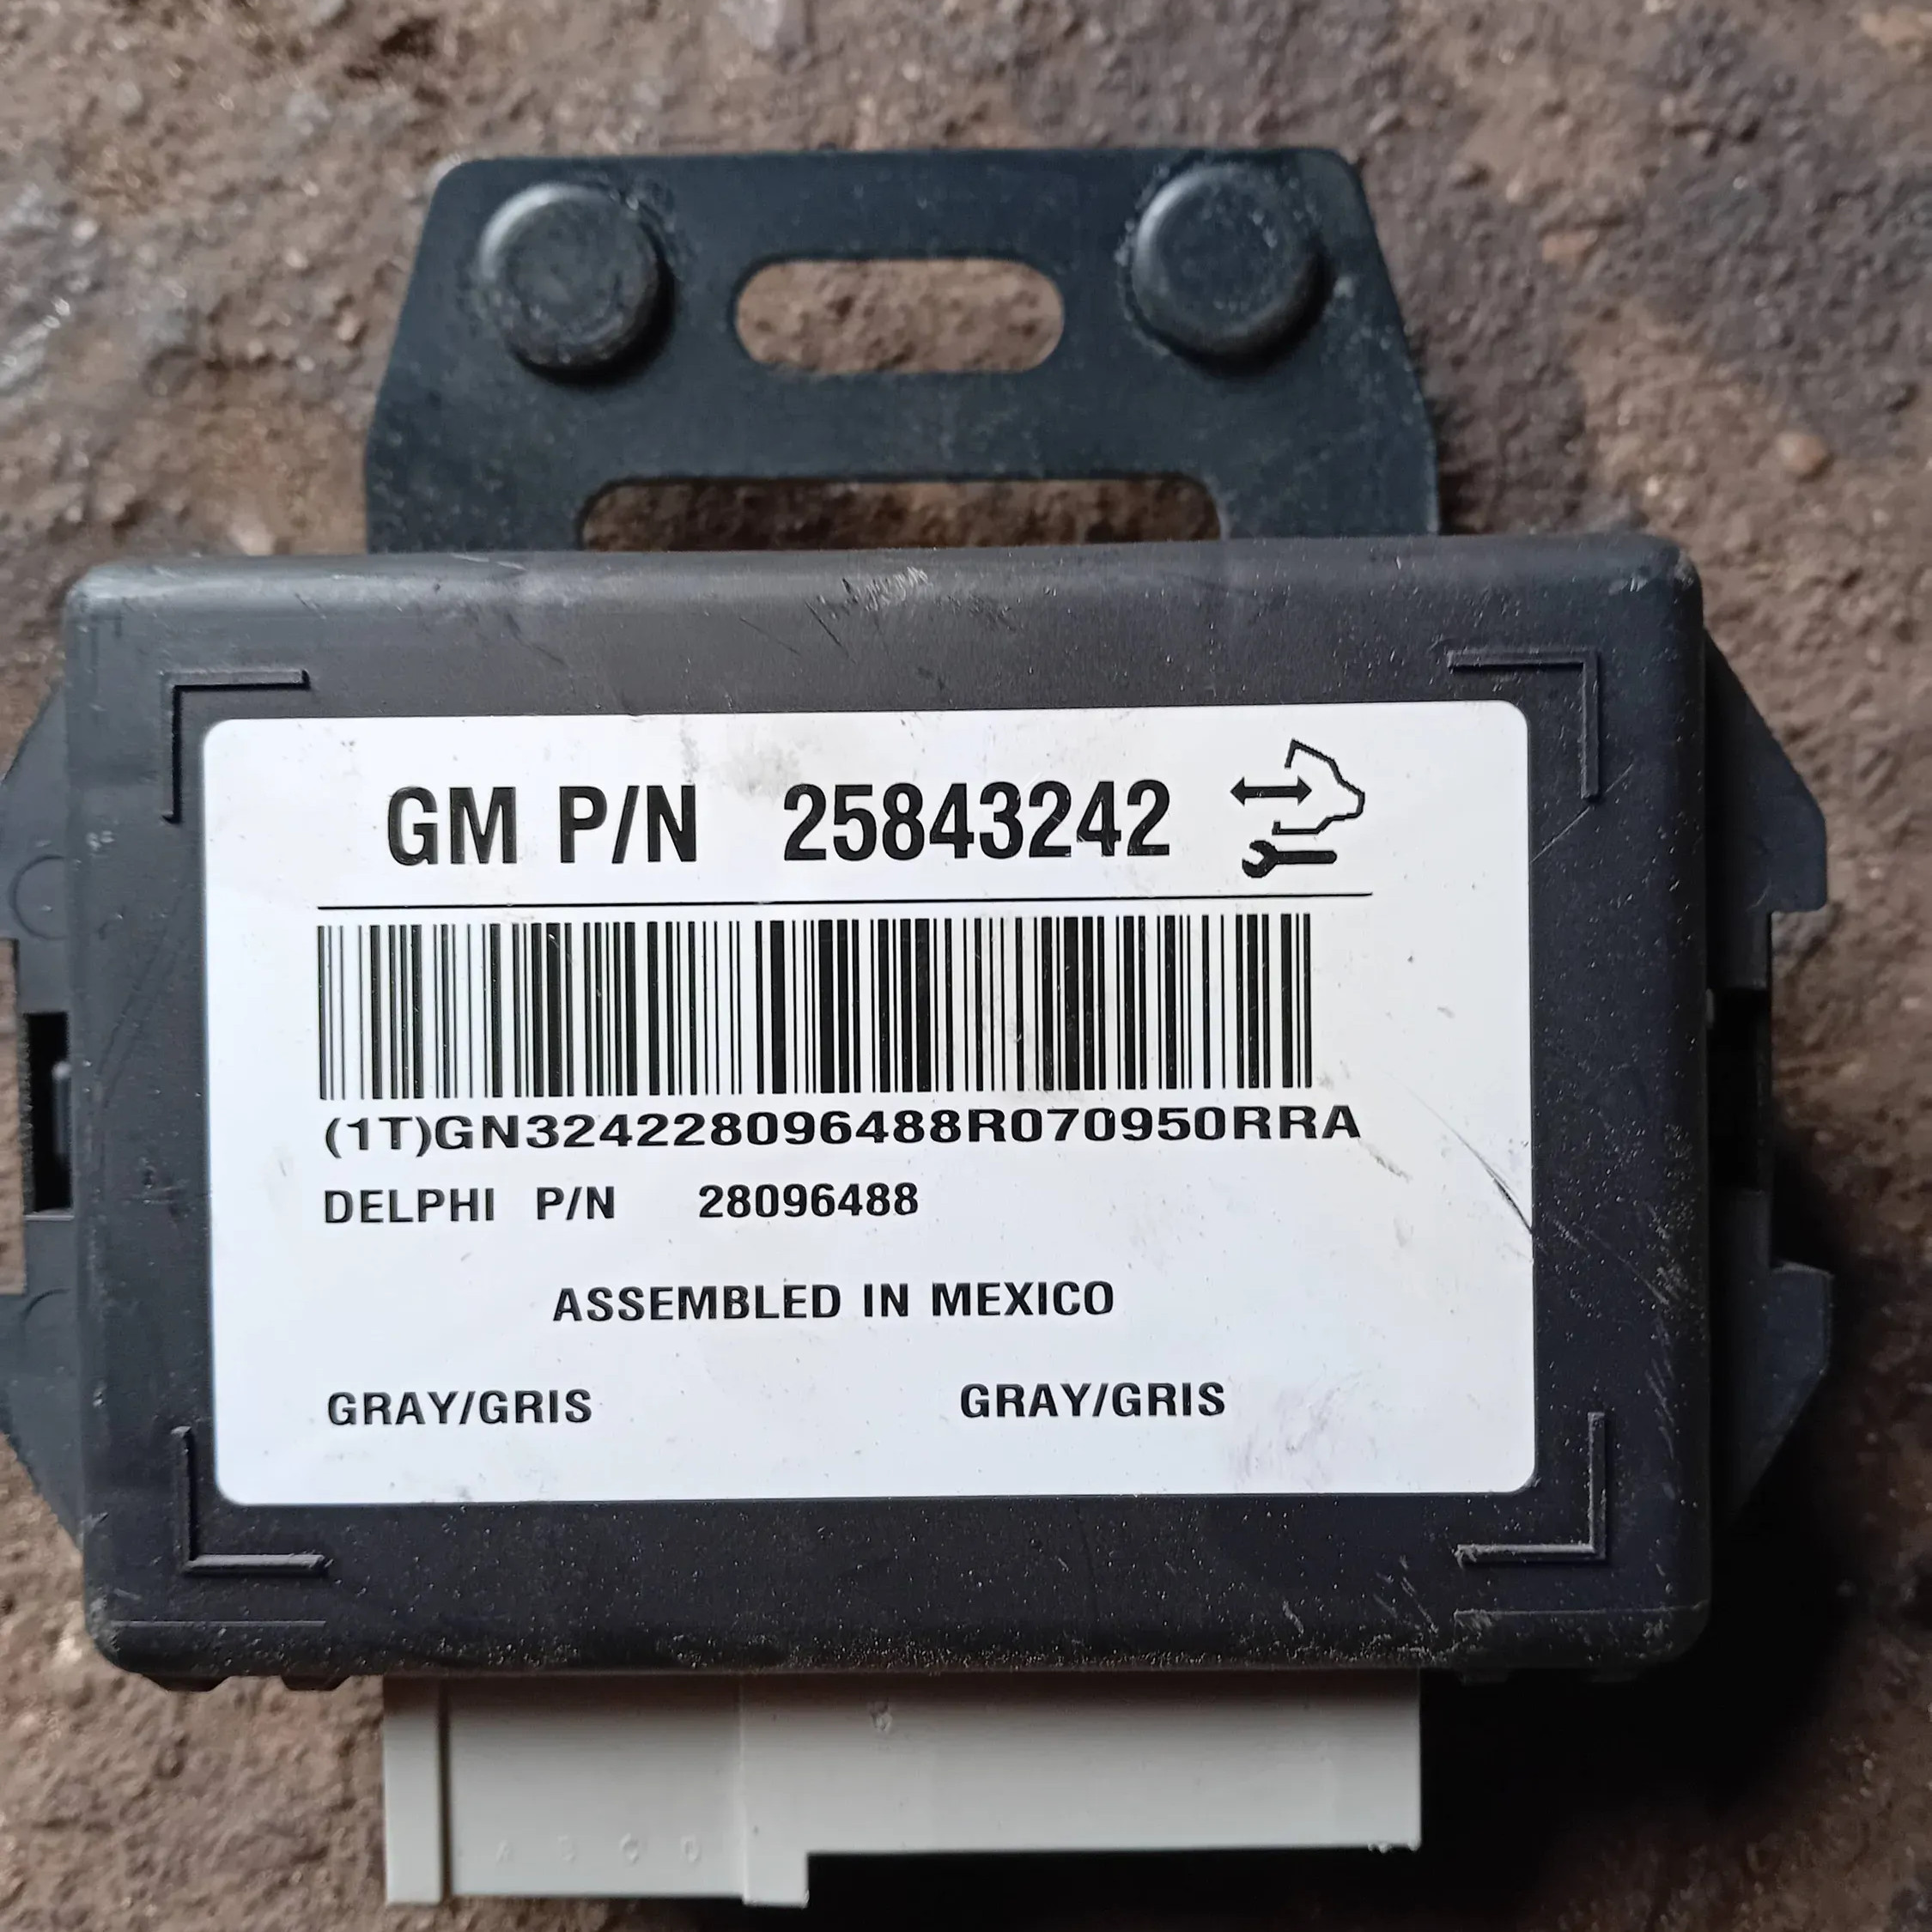 GM P/N 25843242
(1T)GN324228096488R070950RRA
DELPHI P/N 28096488
ASSEMBLED IN MEXICO
GRAY/GRIS GRAY/GRIS
A B C D